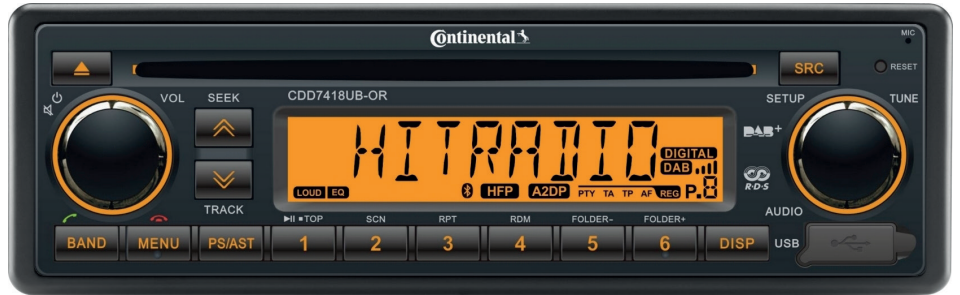 Continental
MIC
SRC
RESET
VOL
SEEK
CDD7418UB-OR
SETUP
TUNE
HITRADIO
DIGITAL
DAB
DAB+
LOUD EQ
HFP A2DP PTY TA TP AF REG P.8
R·D·S
TRACK
AUDIO
TOP SCN RPT RDM FOLDER- FOLDER+
BAND MENU PS/AST 1 2 3 4 5 6 DISP USB